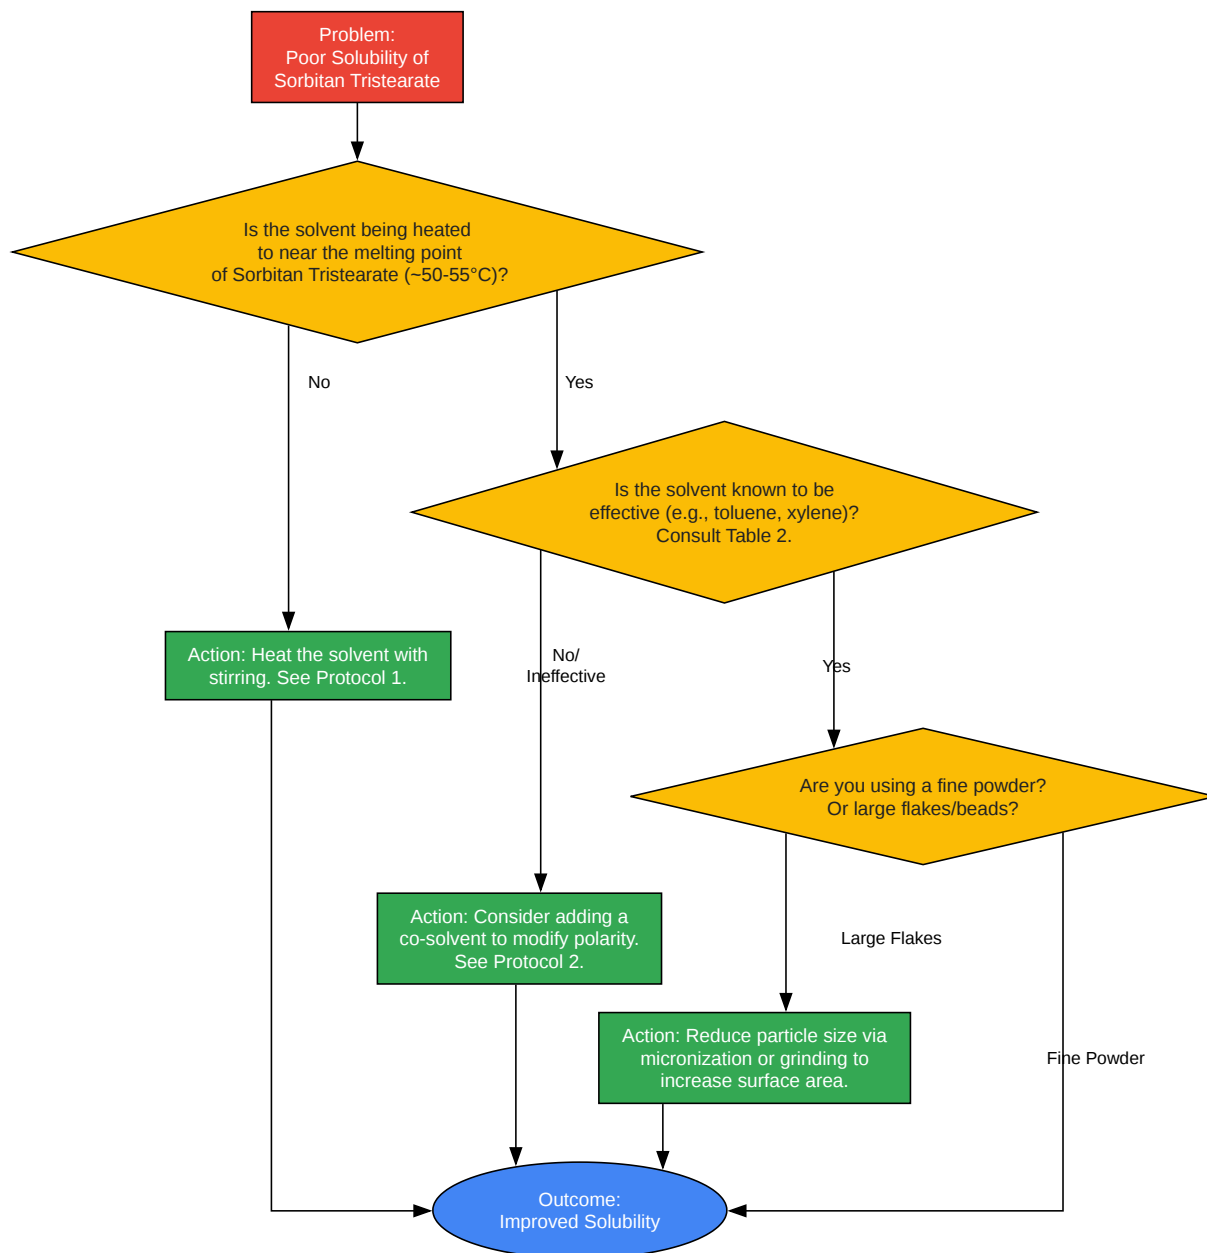 Problem:
Poor Solubility of
Sorbitan Tristearate
Is the solvent being heated
to near the melting point
of Sorbitan Tristearate (~50-55°C)?
No
Yes
Is the solvent known to be
effective (e.g., toluene, xylene)?
Consult Table 2.
Action: Heat the solvent with
stirring. See Protocol 1.
No/
Ineffective
Yes
Are you using a fine powder?
Or large flakes/beads?
Action: Consider adding a
co-solvent to modify polarity.
See Protocol 2.
Large Flakes
Action: Reduce particle size via
micronization or grinding to
increase surface area.
Fine Powder
Outcome:
Improved Solubility